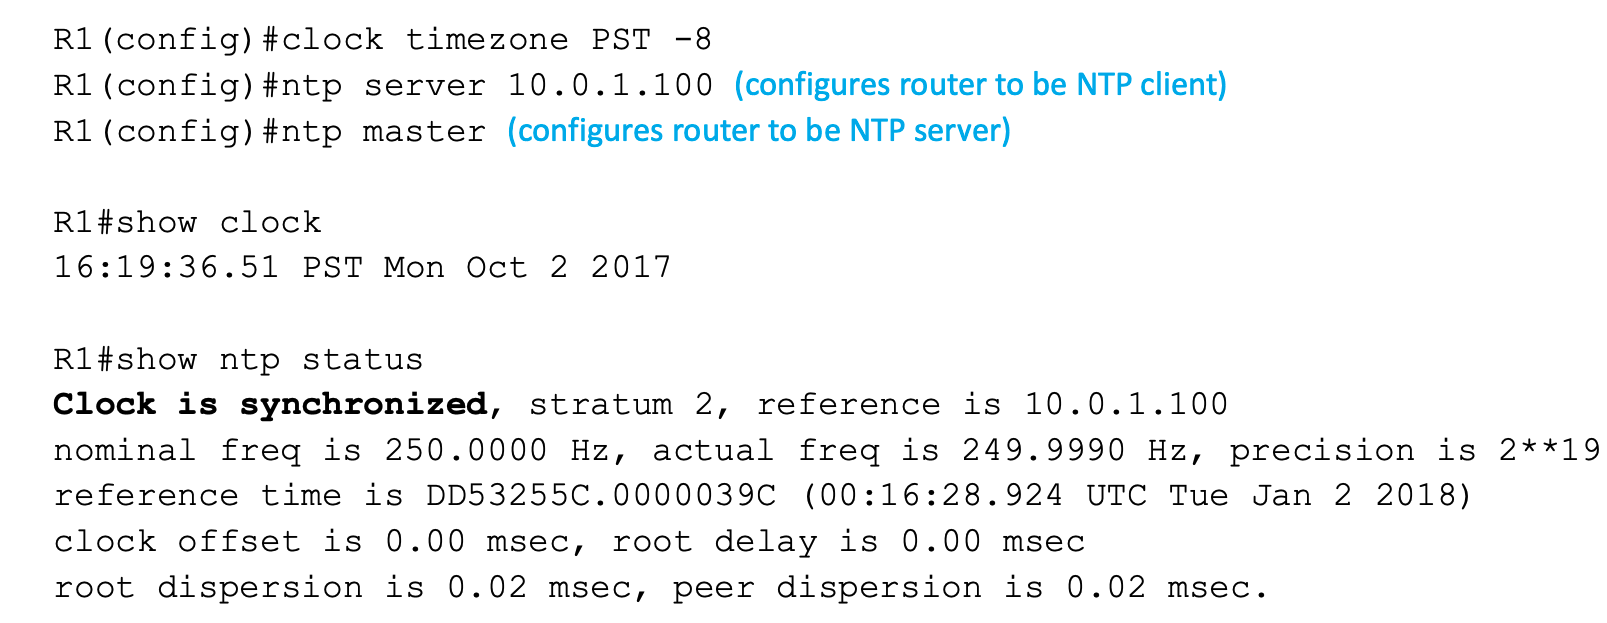 R1(config)#clock timezone PST -8
R1(config)#ntp server 10.0.1.100 (configures router to be NTP client)
R1(config)#ntp master (configures router to be NTP server)
R1#show clock
16:19:36.51 PST Mon Oct 2 2017
R1#show ntp status
Clock is synchronized, stratum 2, reference is 10.0.1.100
nominal freq is 250.0000 Hz, actual freq is 249.9990 Hz, precision is 2**19
reference time is DD53255C.0000039C (00:16:28.924 UTC Tue Jan 2 2018)
clock offset is 0.00 msec, root delay is 0.00 msec
root dispersion is 0.02 msec, peer dispersion is 0.02 msec.